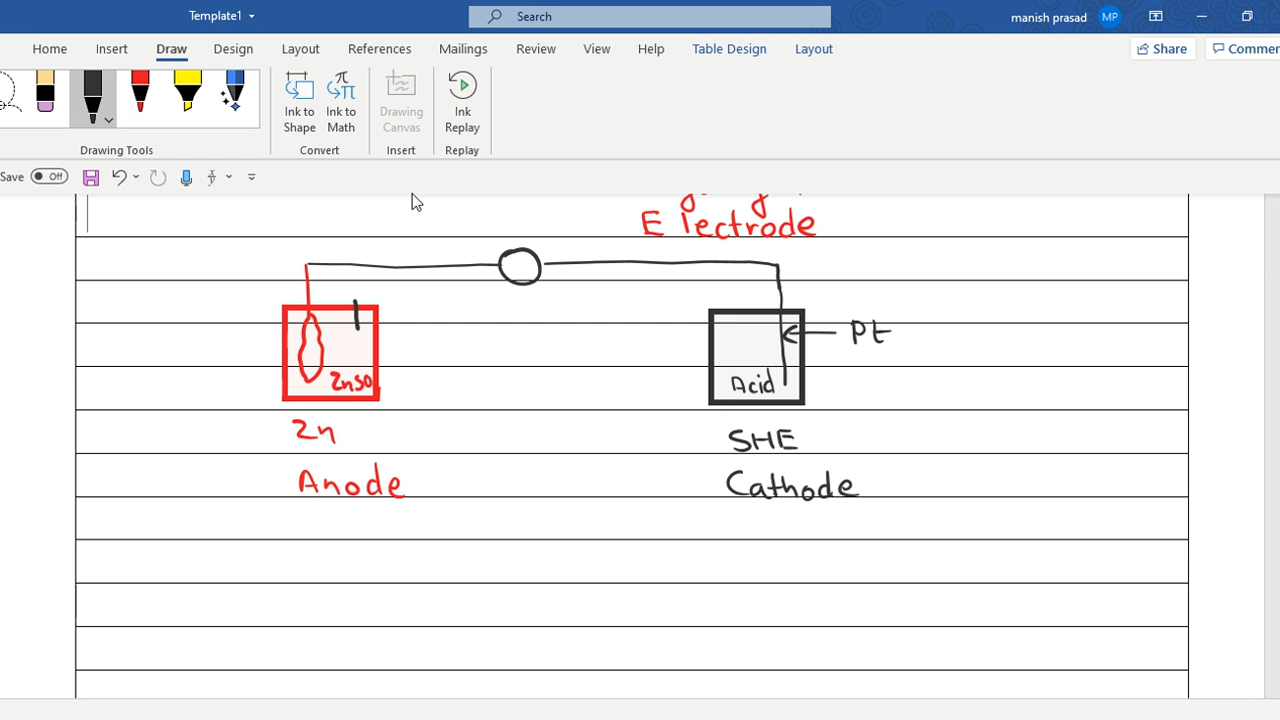 Template1
Search
manish prasad MP
Home Insert Draw Design Layout References Mailings Review View Help Table Design Layout
Share Commer
Ink to Shape
Ink to Math
Drawing Canvas
Ink Replay
Drawing Tools Convert Insert Replay
Save Off
Electrode
Pt
ZnSO
Acid
Zn
SHE
Anode
Cathode